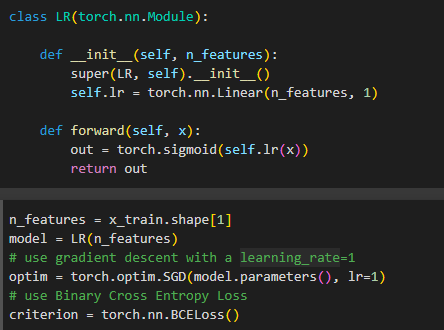 class LR(torch.nn.Module):
def __init__(self, n_features):
super(LR, self).__init__()
self.lr = torch.nn.Linear(n_features, 1)
def forward(self, x):
out = torch.sigmoid(self.lr(x))
return out
n_features = x_train.shape[1]
model = LR(n_features)
# use gradient descent with a learning_rate=1
optim = torch.optim.SGD(model.parameters(), lr=1)
# use Binary Cross Entropy Loss
criterion = torch.nn.BCELoss()